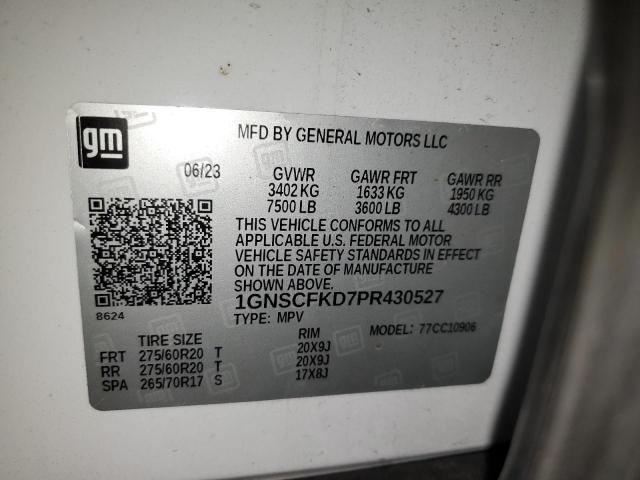 gm
MFD BY GENERAL MOTORS LLC
06/23 GVWR GAWR FRT GAWR RR
3402 KG 1633 KG 1950 KG
7500 LB 3600 LB 4300 LB
THIS VEHICLE CONFORMS TO ALL
APPLICABLE U.S. FEDERAL MOTOR
VEHICLE SAFETY STANDARDS IN EFFECT
ON THE DATE OF MANUFACTURE
SHOWN ABOVE.
1GNSCFKD7PR430527
8624 TYPE: MPV MODEL: 77CC10906
TIRE SIZE RIM
FRT 275/60R20 T 20X9J
RR 275/60R20 T 20X9J
SPA 265/70R17 S 17X8J